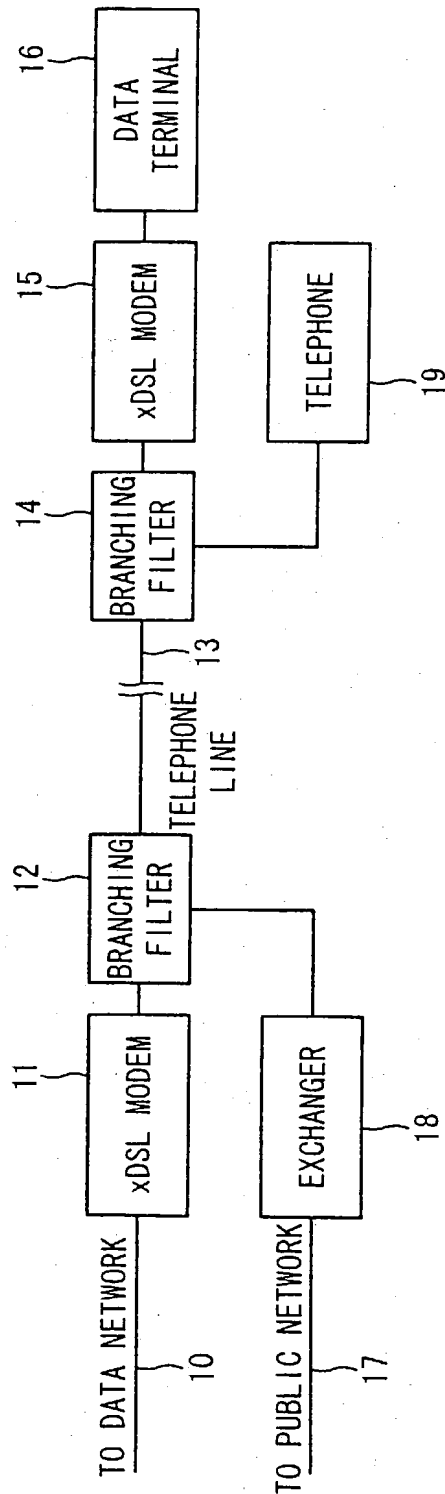 TO DATA NETWORK
10
11
xDSL MODEM
12
BRANCHING
FILTER
TELEPHONE
LINE
13
14
BRANCHING
FILTER
15
xDSL MODEM
16
DATA
TERMINAL
TO PUBLIC NETWORK
17
EXCHANGER
18
TELEPHONE
19